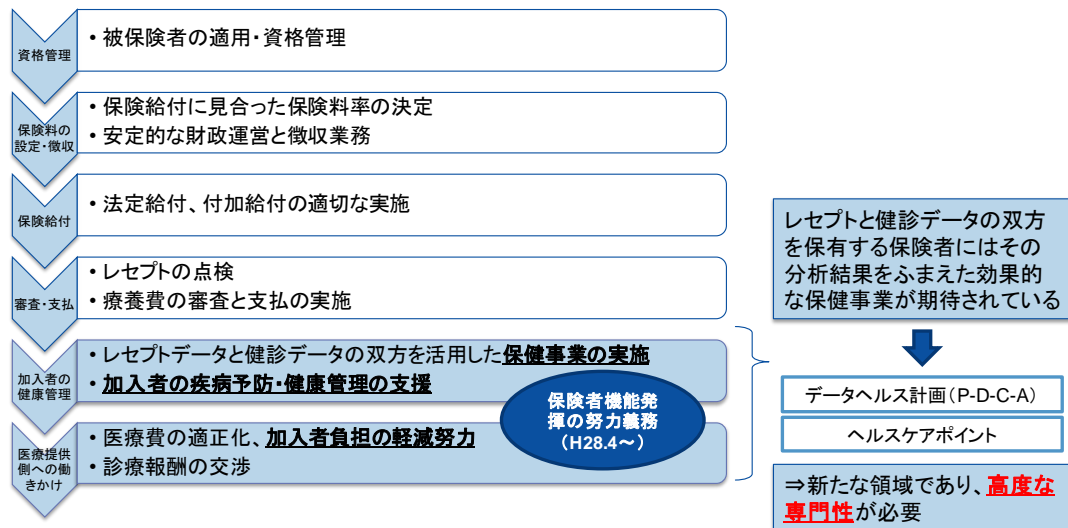 資格管理
・被保険者の適用・資格管理
保険料の
設定・徴収
・保険給付に見合った保険料率の決定
・安定的な財政運営と徴収業務
保険給付
・法定給付、付加給付の適切な実施
審査・支払
・レセプトの点検
・療養費の審査と支払の実施
加入者の
健康管理
・レセプトデータと健診データの双方を活用した保健事業の実施
・加入者の疾病予防・健康管理の支援
医療提供
側への働
きかけ
・医療費の適正化、加入者負担の軽減努力
・診療報酬の交渉
保険者機能発
揮の努力義務
(H28.4～)
レセプトと健診データの双方
を保有する保険者にはその
分析結果をふまえた効果的
な保健事業が期待されている
データヘルス計画(P-D-C-A)
ヘルスケアポイント
⇒新たな領域であり、高度な
専門性が必要